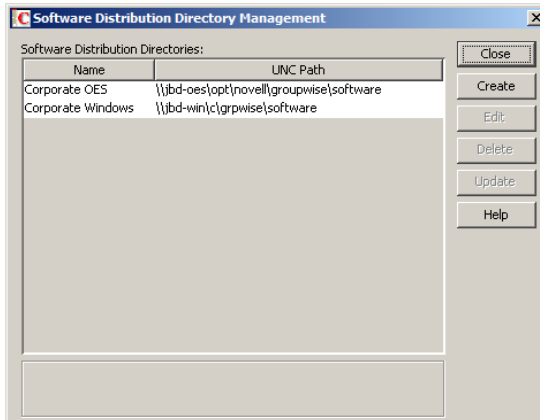 Software Distribution Directory Management
Software Distribution Directories:
Name UNC Path
Corporate OES \\jbd-oes\opt\novell\groupwise\software
Corporate Windows \\jbd-win\c\grpwise\software
Close
Create
Edit
Delete
Update
Help